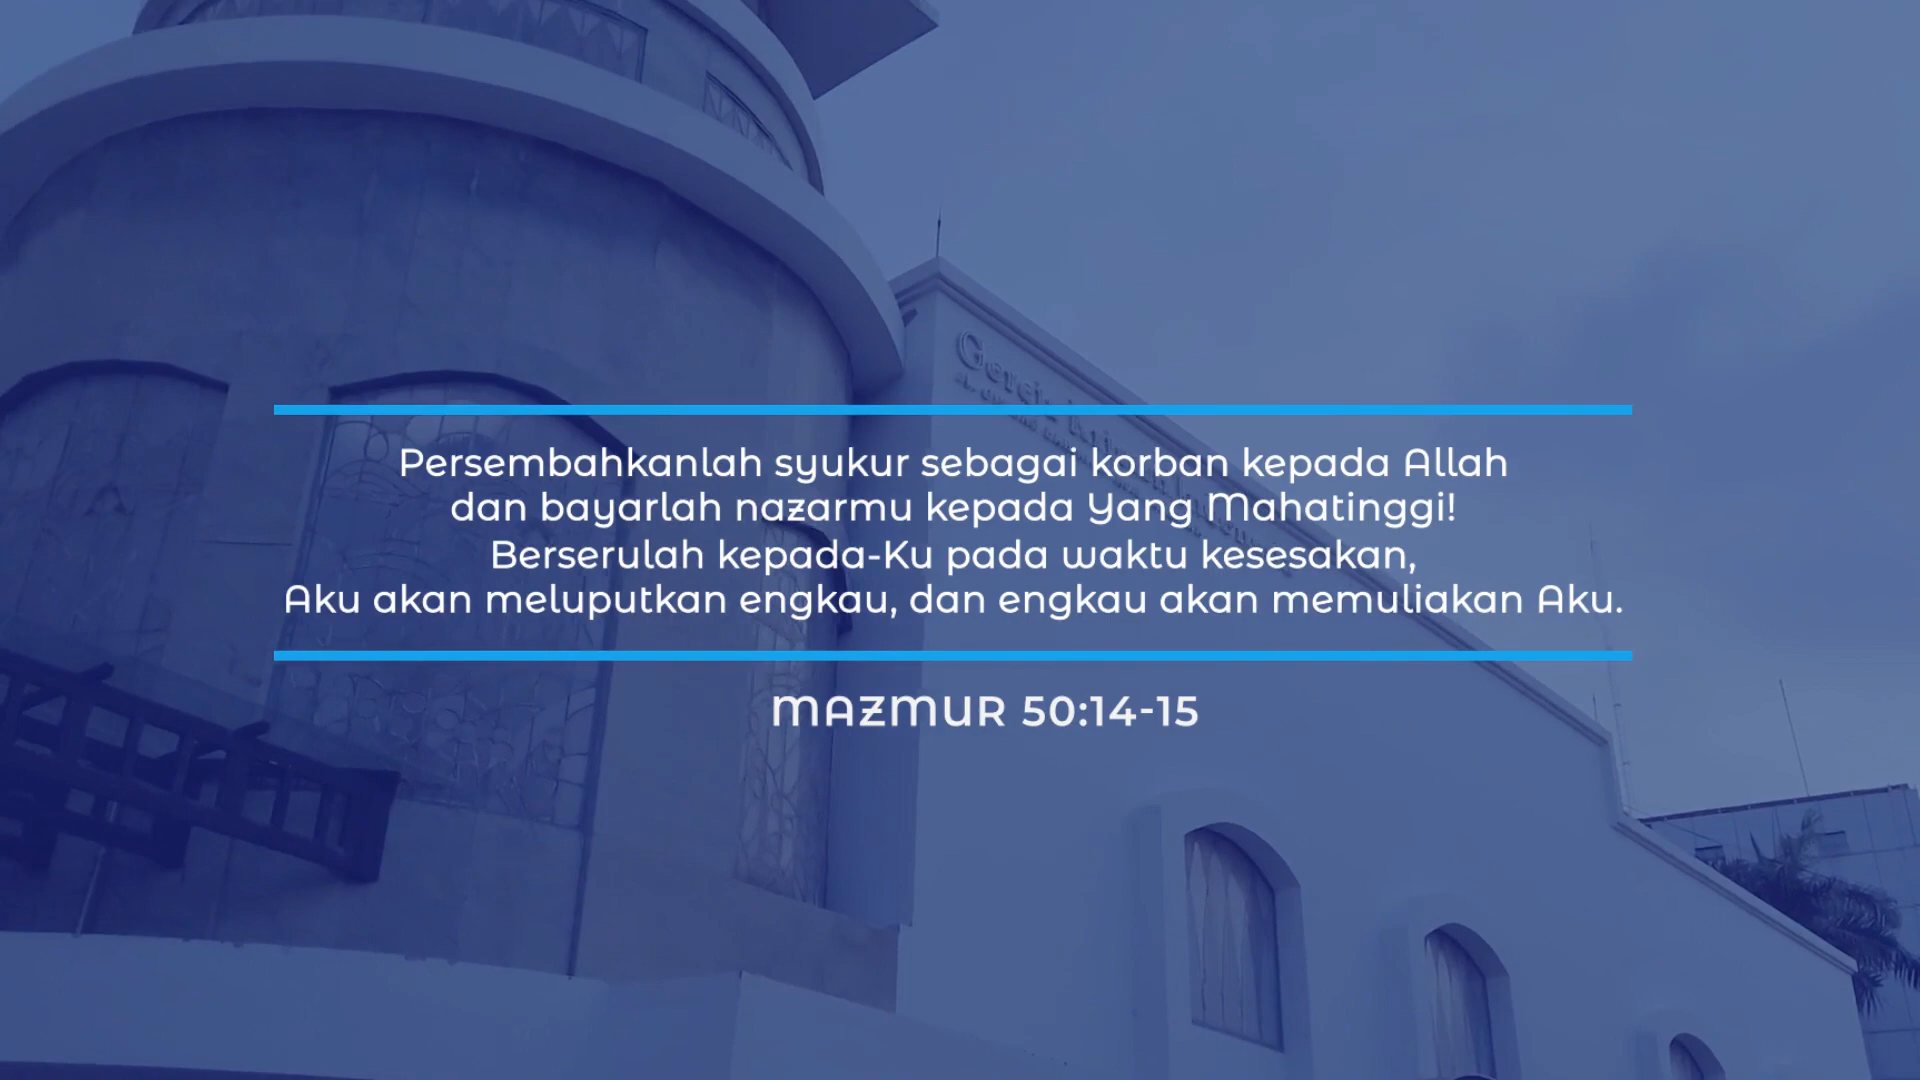 Persembahkanlah syukur sebagai korban kepada Allah
dan bayarlah nazarmu kepada Yang Mahatinggi!
Berserulah kepada-Ku pada waktu kesesakan,
Aku akan meluputkan engkau, dan engkau akan memuliakan Aku.
MAZMUR 50:14-15